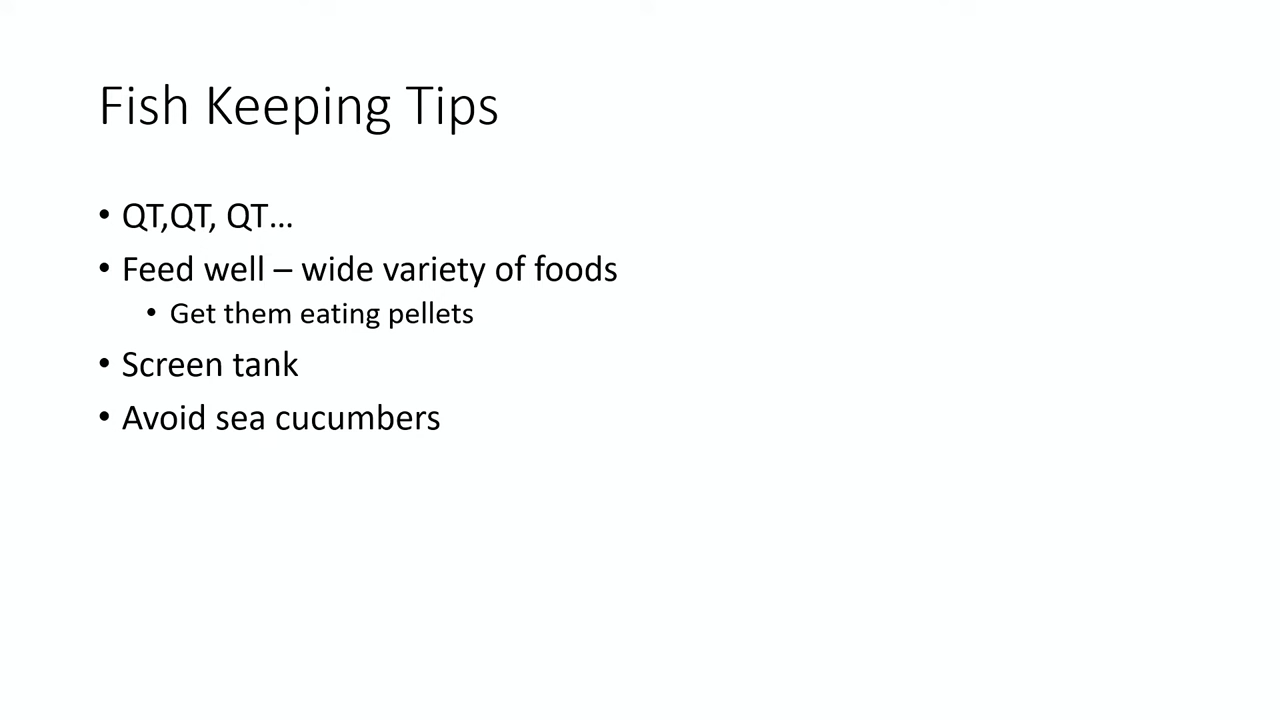 Fish Keeping Tips
• QT,QT, QT…
• Feed well – wide variety of foods
• Get them eating pellets
• Screen tank
• Avoid sea cucumbers